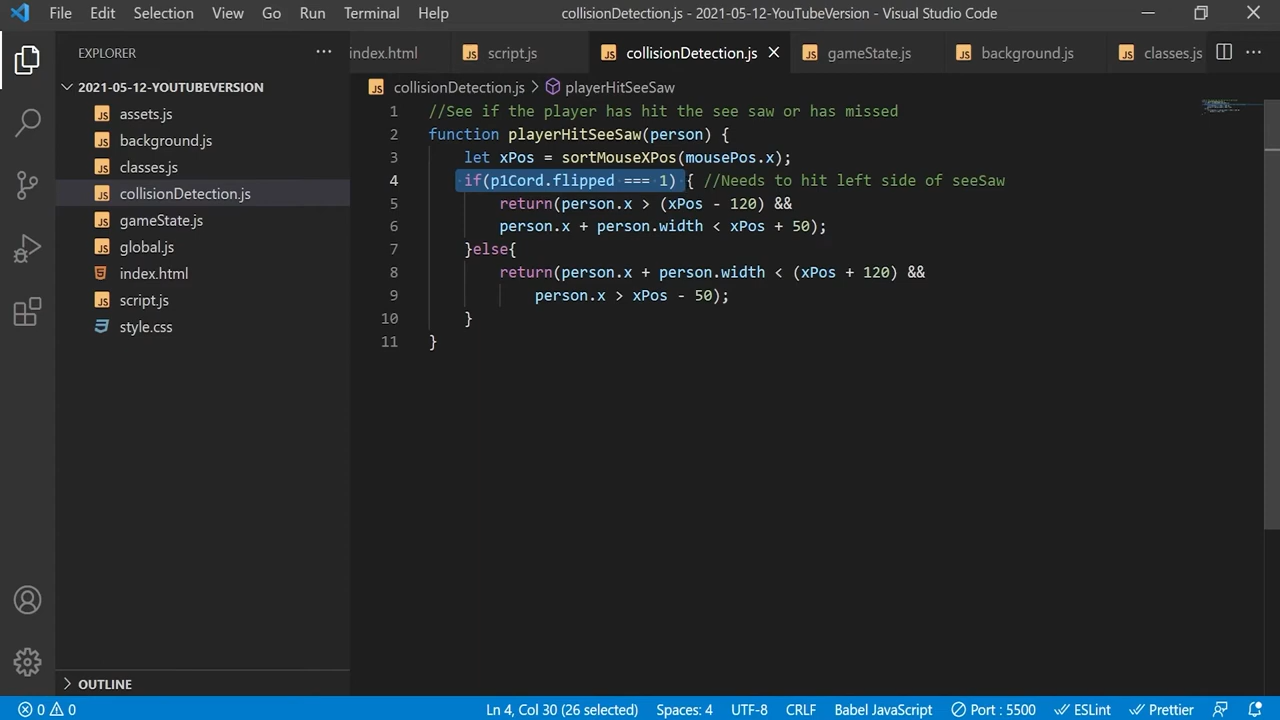 File Edit Selection View Go Run Terminal Help collisionDetection.js - 2021-05-12-YouTubeVersion - Visual Studio Code
EXPLORER
index.html script.js collisionDetection.js gameState.js background.js classes.js
2021-05-12-YOUTUBEVERSION
assets.js
background.js
classes.js
collisionDetection.js
gameState.js
global.js
index.html
script.js
style.css
OUTLINE
collisionDetection.js > playerHitSeeSaw
1 //See if the player has hit the see saw or has missed
2 function playerHitSeeSaw(person) {
3 let xPos = sortMouseXPos(mousePos.x);
4 if(p1Cord.flipped === 1) { //Needs to hit left side of seeSaw
5 return(person.x > (xPos - 120) &&
6 person.x + person.width < xPos + 50);
7 }else{
8 return(person.x + person.width < (xPos + 120) &&
9 person.x > xPos - 50);
10 }
11 }
0 0 Ln 4, Col 30 (26 selected) Spaces: 4 UTF-8 CRLF Babel JavaScript Port : 5500 ESLint Prettier